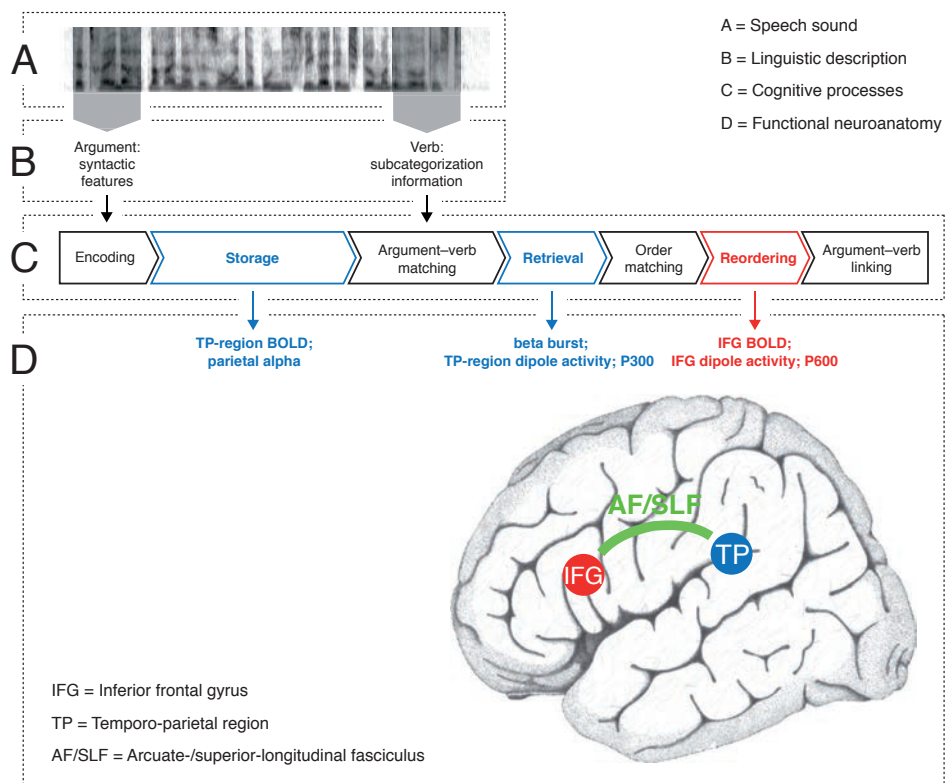 A
A = Speech sound
B = Linguistic description
C = Cognitive processes
D = Functional neuroanatomy
B
Argument:
syntactic
features
Verb:
subcategorization
information
C
Encoding
Storage
Argument–verb
matching
Retrieval
Order
matching
Reordering
Argument–verb
linking
D
TP-region BOLD;
parietal alpha
beta burst;
TP-region dipole activity; P300
IFG BOLD;
IFG dipole activity; P600
AF/SLF
IFG
TP
IFG = Inferior frontal gyrus
TP = Temporo-parietal region
AF/SLF = Arcuate-/superior-longitudinal fasciculus